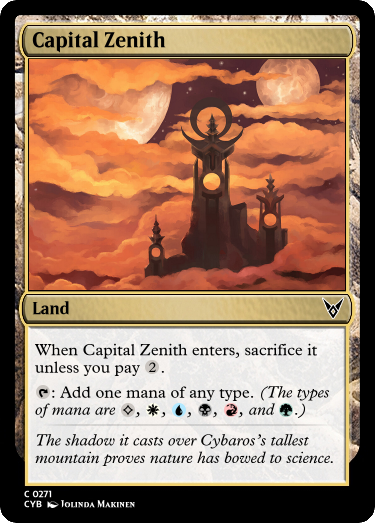 Capital Zenith
Land
When Capital Zenith enters, sacrifice it
unless you pay 2.
: Add one mana of any type. (The types
of mana are , , , , , and .)
The shadow it casts over Cybaros's tallest
mountain proves nature has bowed to science.
C 0271
CYB Jolinda Makinen